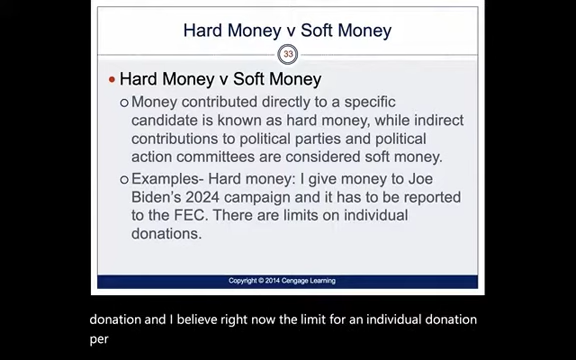 Hard Money v Soft Money
33
• Hard Money v Soft Money
o Money contributed directly to a specific
candidate is known as hard money, while indirect
contributions to political parties and political
action committees are considered soft money.
o Examples- Hard money: I give money to Joe
Biden's 2024 campaign and it has to be reported
to the FEC. There are limits on individual
donations.
Copyright © 2014 Cengage Learning
donation and I believe right now the limit for an individual donation
per